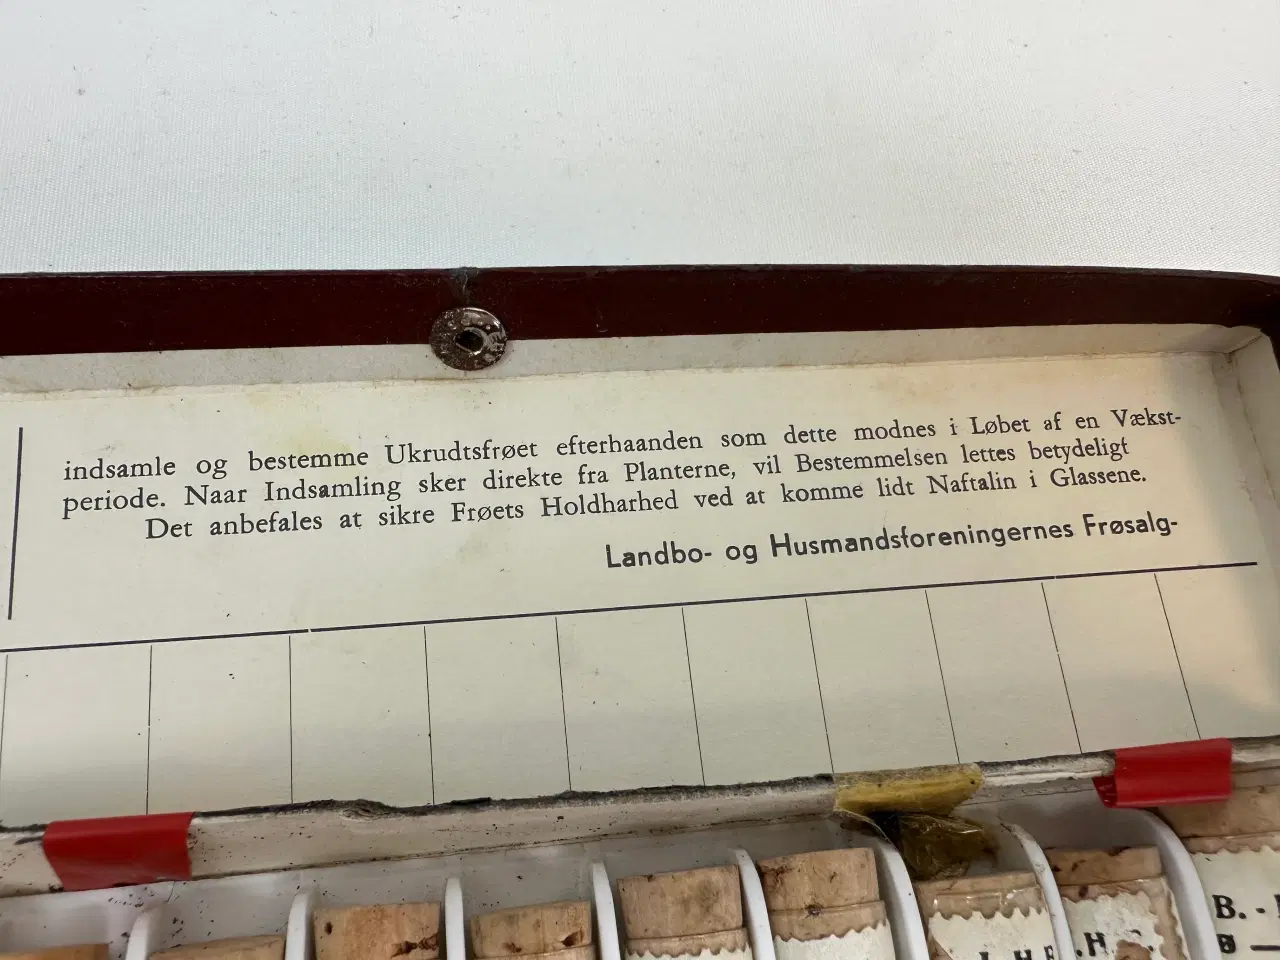 indsamle og bestemme Ukrudtsfrøet efterhaanden som dette modnes i Løbet af en Vækst-
periode. Naar Indsamling sker direkte fra Planterne, vil Bestemmelsen lettes betydeligt
Det anbefales at sikre Frøets Holdharhed ved at komme lidt Naftalin i Glassene.
Landbo- og Husmandsforeningernes Frøsalg-
B. -